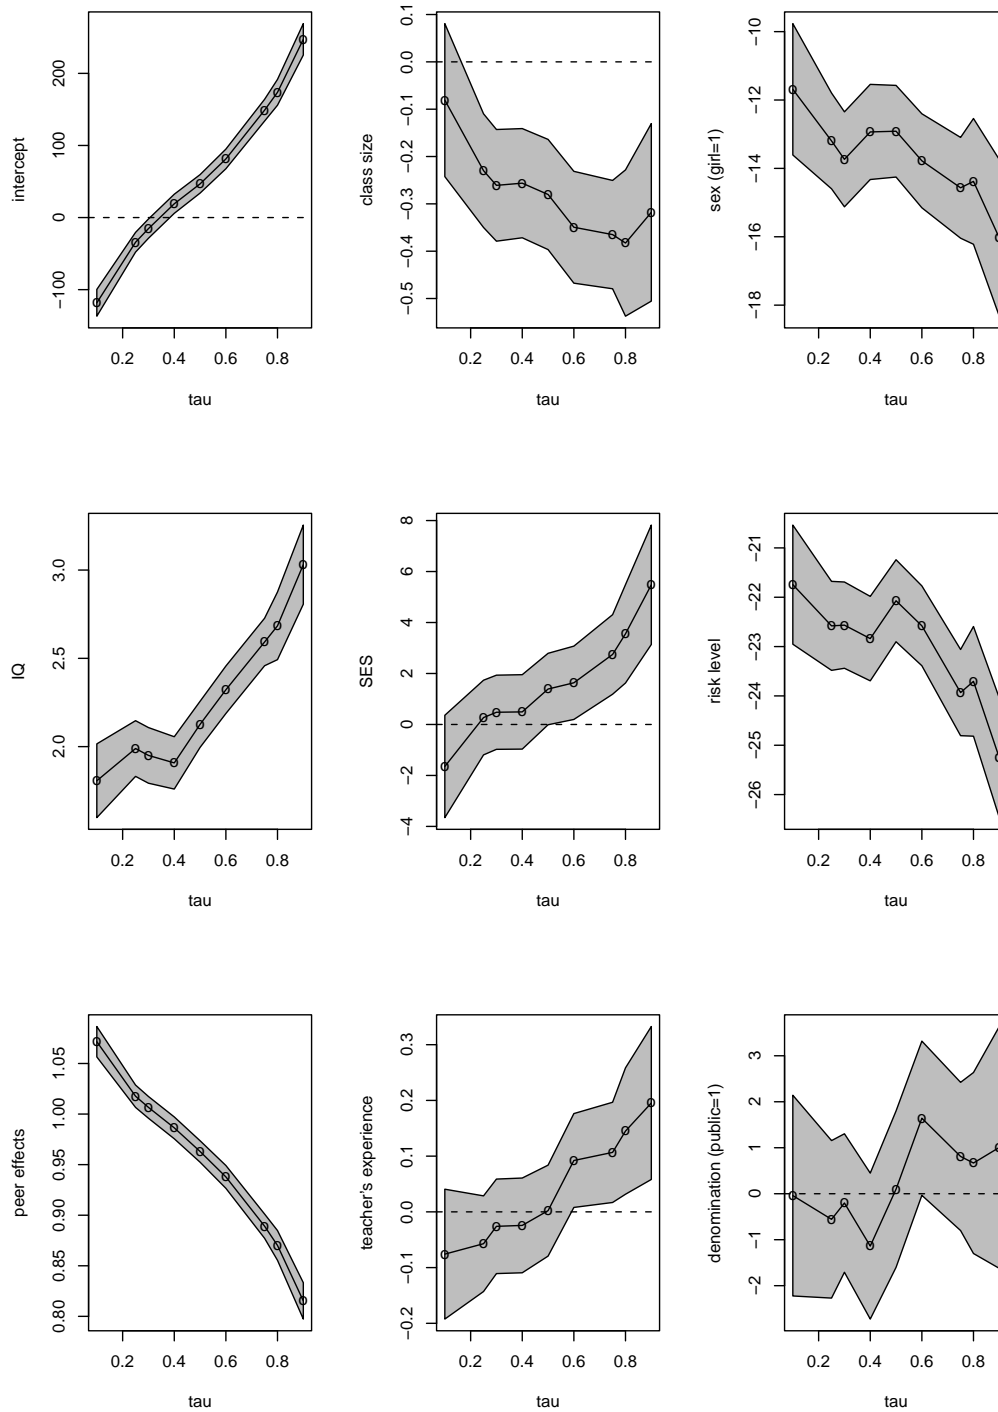 intercept
200
100
0
−100
0.2 0.4 0.6 0.8
tau
class size
0.1
0.0
−0.1
−0.2
−0.3
−0.4
−0.5
0.2 0.4 0.6 0.8
tau
sex (girl=1)
−10
−12
−14
−16
−18
0.2 0.4 0.6 0.8
tau
IQ
3.0
2.5
2.0
0.2 0.4 0.6 0.8
tau
SES
8
6
4
2
0
−2
−4
0.2 0.4 0.6 0.8
tau
risk level
−21
−22
−23
−24
−25
−26
0.2 0.4 0.6 0.8
tau
peer effects
1.05
1.00
0.95
0.90
0.85
0.80
0.2 0.4 0.6 0.8
tau
teacher's experience
0.3
0.2
0.1
0.0
−0.1
−0.2
0.2 0.4 0.6 0.8
tau
denomination (public=1)
3
2
1
0
−1
−2
0.2 0.4 0.6 0.8
tau